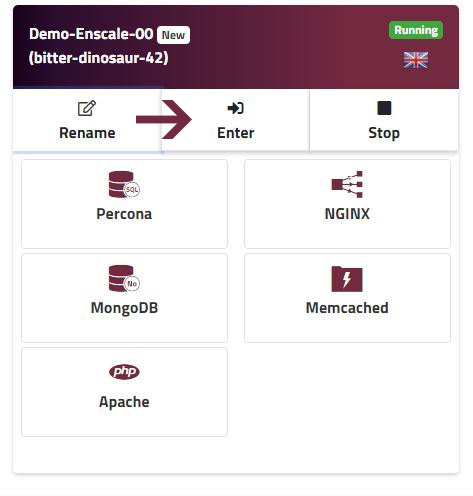 Demo-Enscale-00 New
Running
(bitter-dinosaur-42)
Rename
Enter
Stop
SQL
Percona
NGINX
No
MongoDB
Memcached
php
Apache